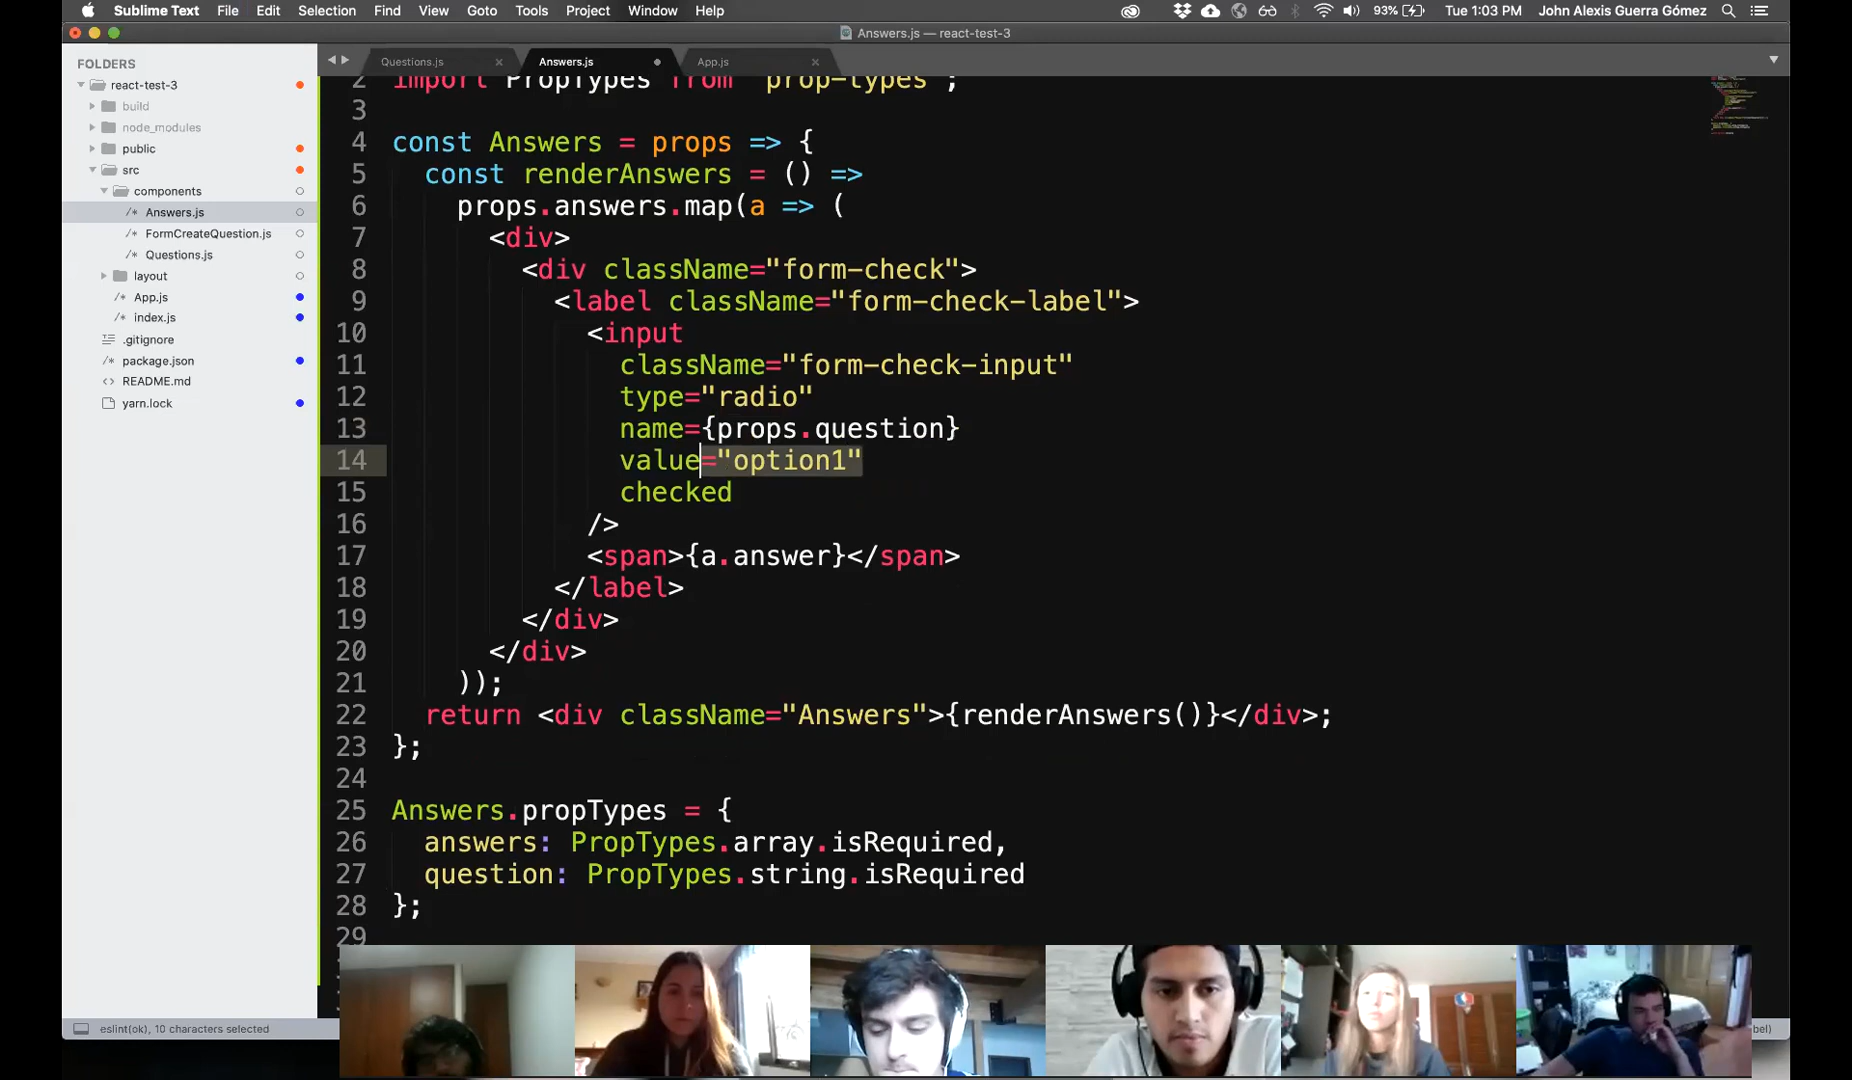 Sublime Text File Edit Selection Find View Goto Tools Project Window Help 93% Tue 1:03 PM John Alexis Guerra Gómez
Answers.js — react-test-3
FOLDERS
react-test-3
build
node_modules
public
src
components
/* Answers.js
/* FormCreateQuestion.js
/* Questions.js
layout
/* App.js
/* index.js
.gitignore
/* package.json
<> README.md
yarn.lock
Questions.js × Answers.js App.js ×
2 import PropTypes from "prop-types";
3
4 const Answers = props => {
5 const renderAnswers = () =>
6 props.answers.map(a => (
7 <div>
8 <div className="form-check">
9 <label className="form-check-label">
10 <input
11 className="form-check-input"
12 type="radio"
13 name={props.question}
14 value="option1"
15 checked
16 />
17 <span>{a.answer}</span>
18 </label>
19 </div>
20 </div>
21 ));
22 return <div className="Answers">{renderAnswers()}</div>;
23 };
24
25 Answers.propTypes = {
26 answers: PropTypes.array.isRequired,
27 question: PropTypes.string.isRequired
28 };
29
eslint(ok), 10 characters selected